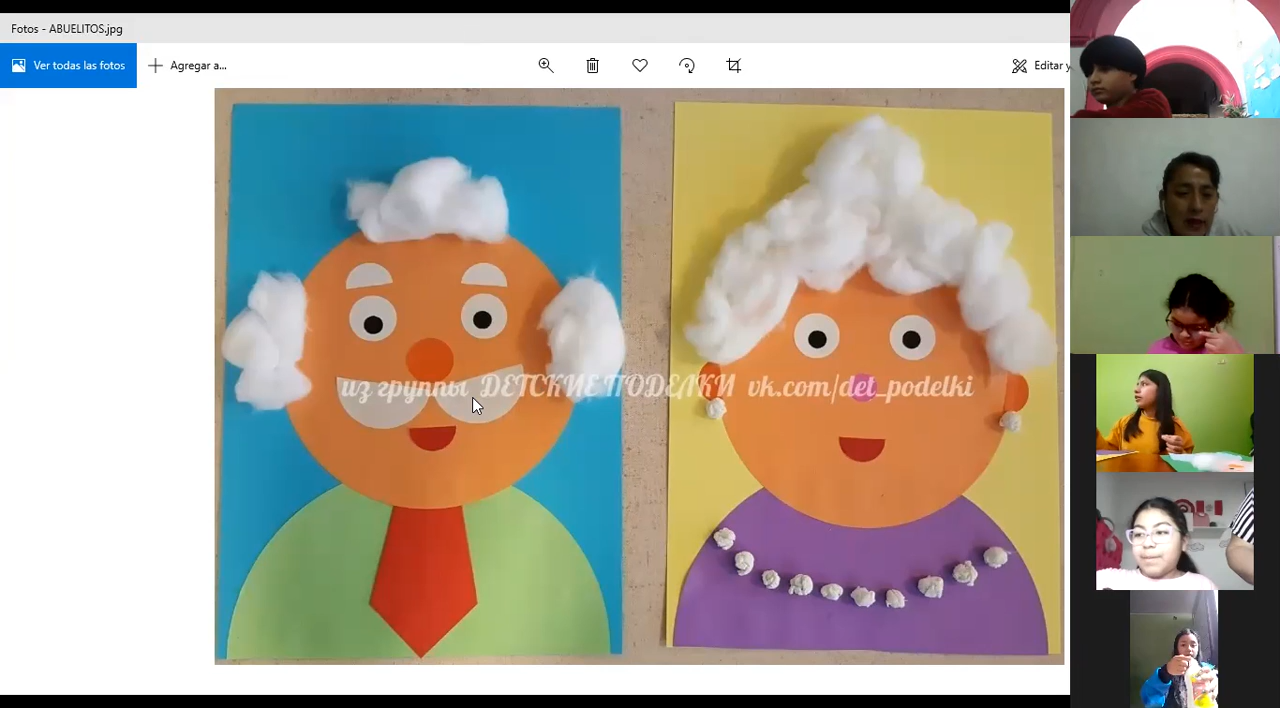 Fotos - ABUELITOS.jpg
Ver todas las fotos
Agregar a...
Editar y
из группы ДЕТСКИЕ ПОДЕЛКИ vk.com/det_podelki